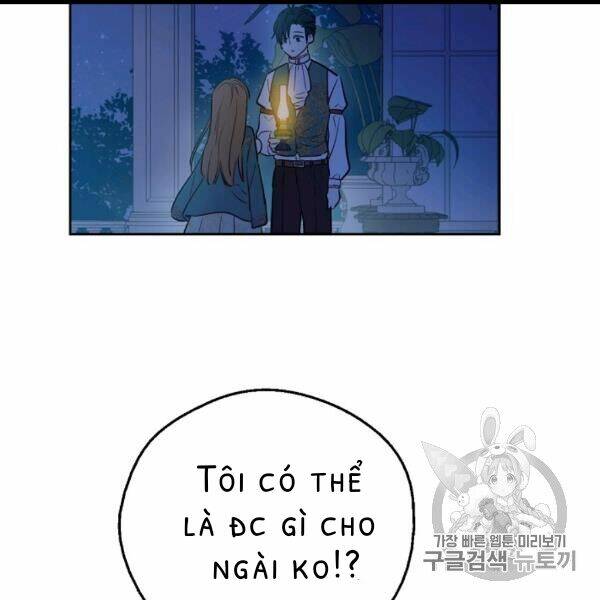 TÔI CÓ THỂ
LÀ ĐC GÌ CHO
NGÀI KO!?
가장 빠른 웹툰 미리보기
구글검색 뉴토끼